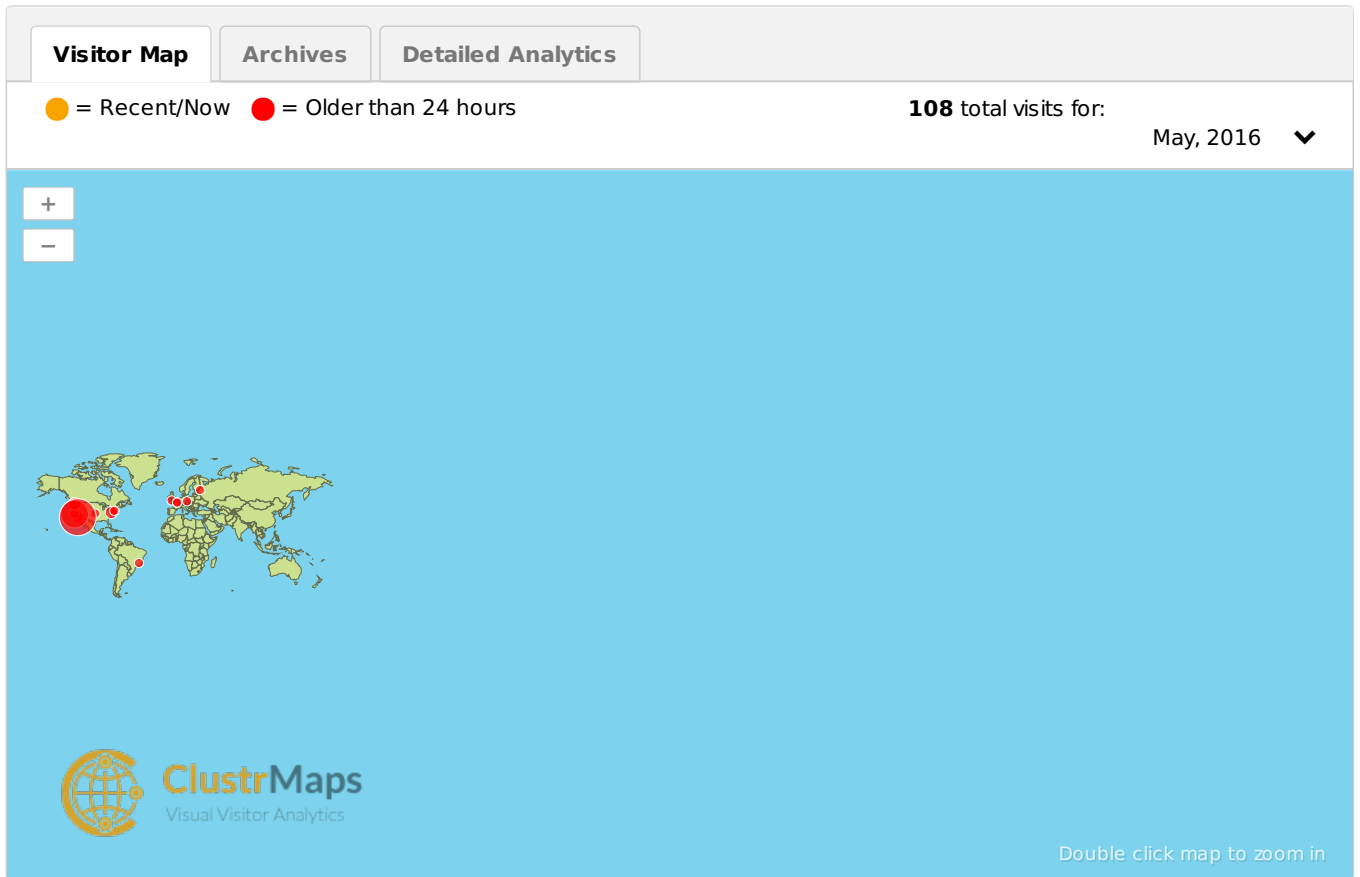 Visitor Map Archives Detailed Analytics
= Recent/Now = Older than 24 hours 108 total visits for:
May, 2016
+
−
ClustrMaps
Visual Visitor Analytics
Double click map to zoom in